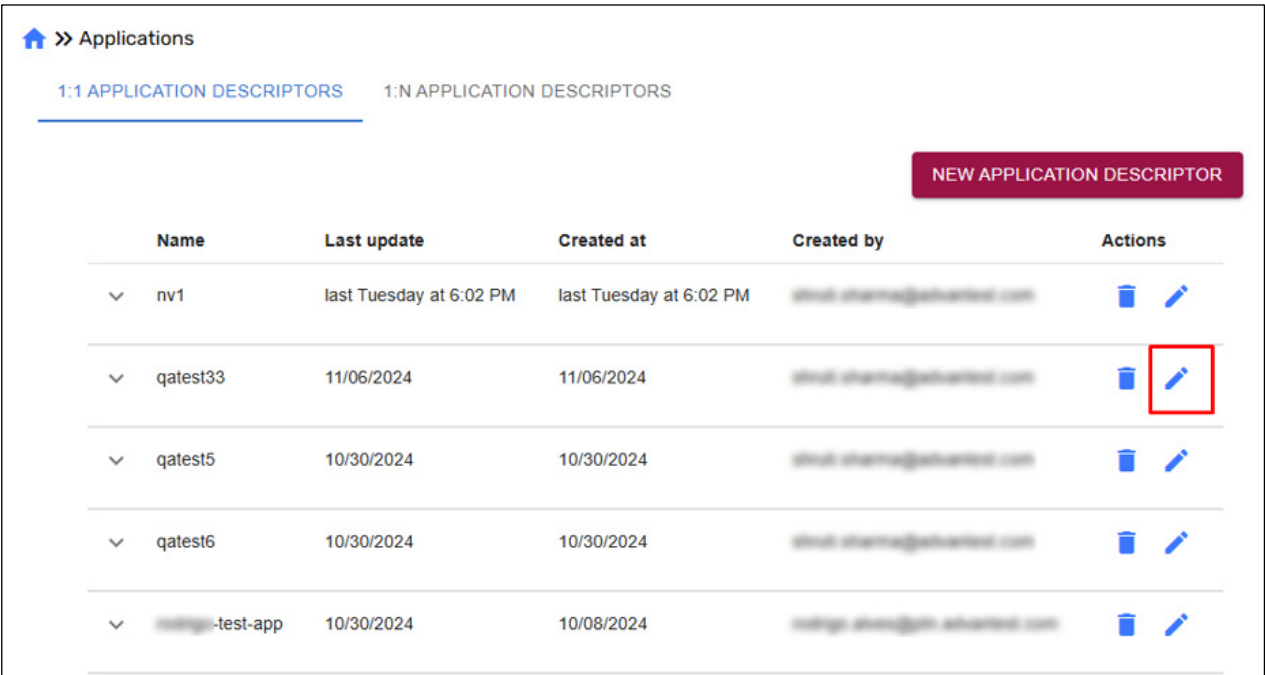 Applications
1:1 APPLICATION DESCRIPTORS 1:N APPLICATION DESCRIPTORS
NEW APPLICATION DESCRIPTOR
Name Last update Created at Created by Actions
nv1 last Tuesday at 6:02 PM last Tuesday at 6:02 PM
qatest33 11/06/2024 11/06/2024
qatest5 10/30/2024 10/30/2024
qatest6 10/30/2024 10/30/2024
-test-app 10/30/2024 10/08/2024